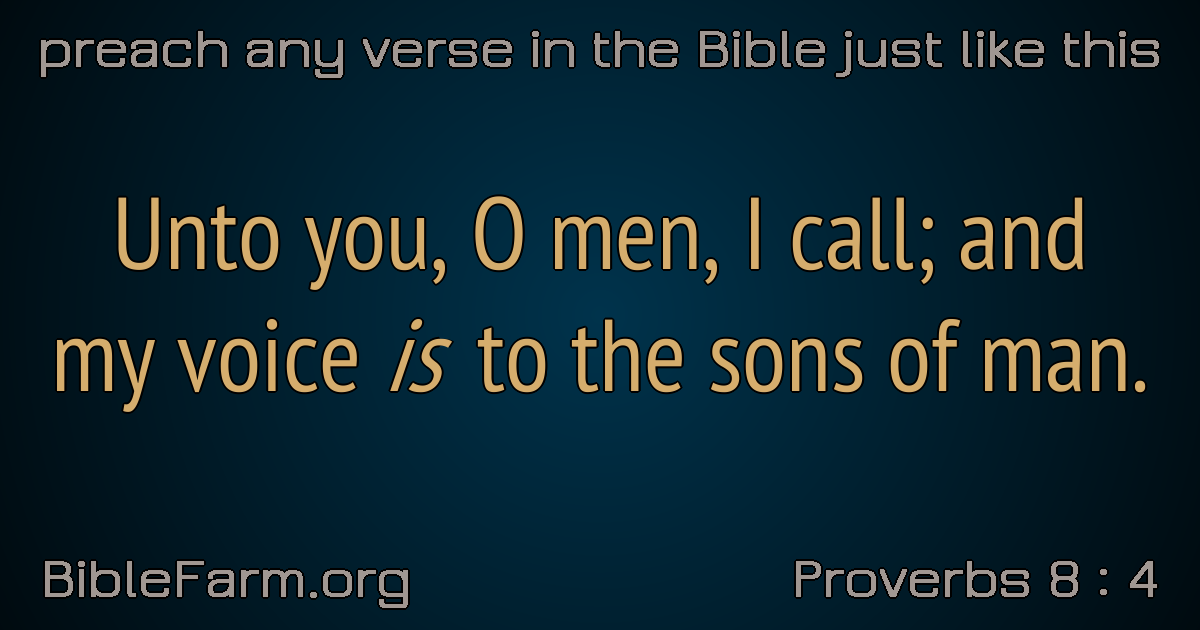 preach any verse in the Bible just like this
Unto you, O men, I call; and
my voice is to the sons of man.
BibleFarm.org
Proverbs 8 : 4